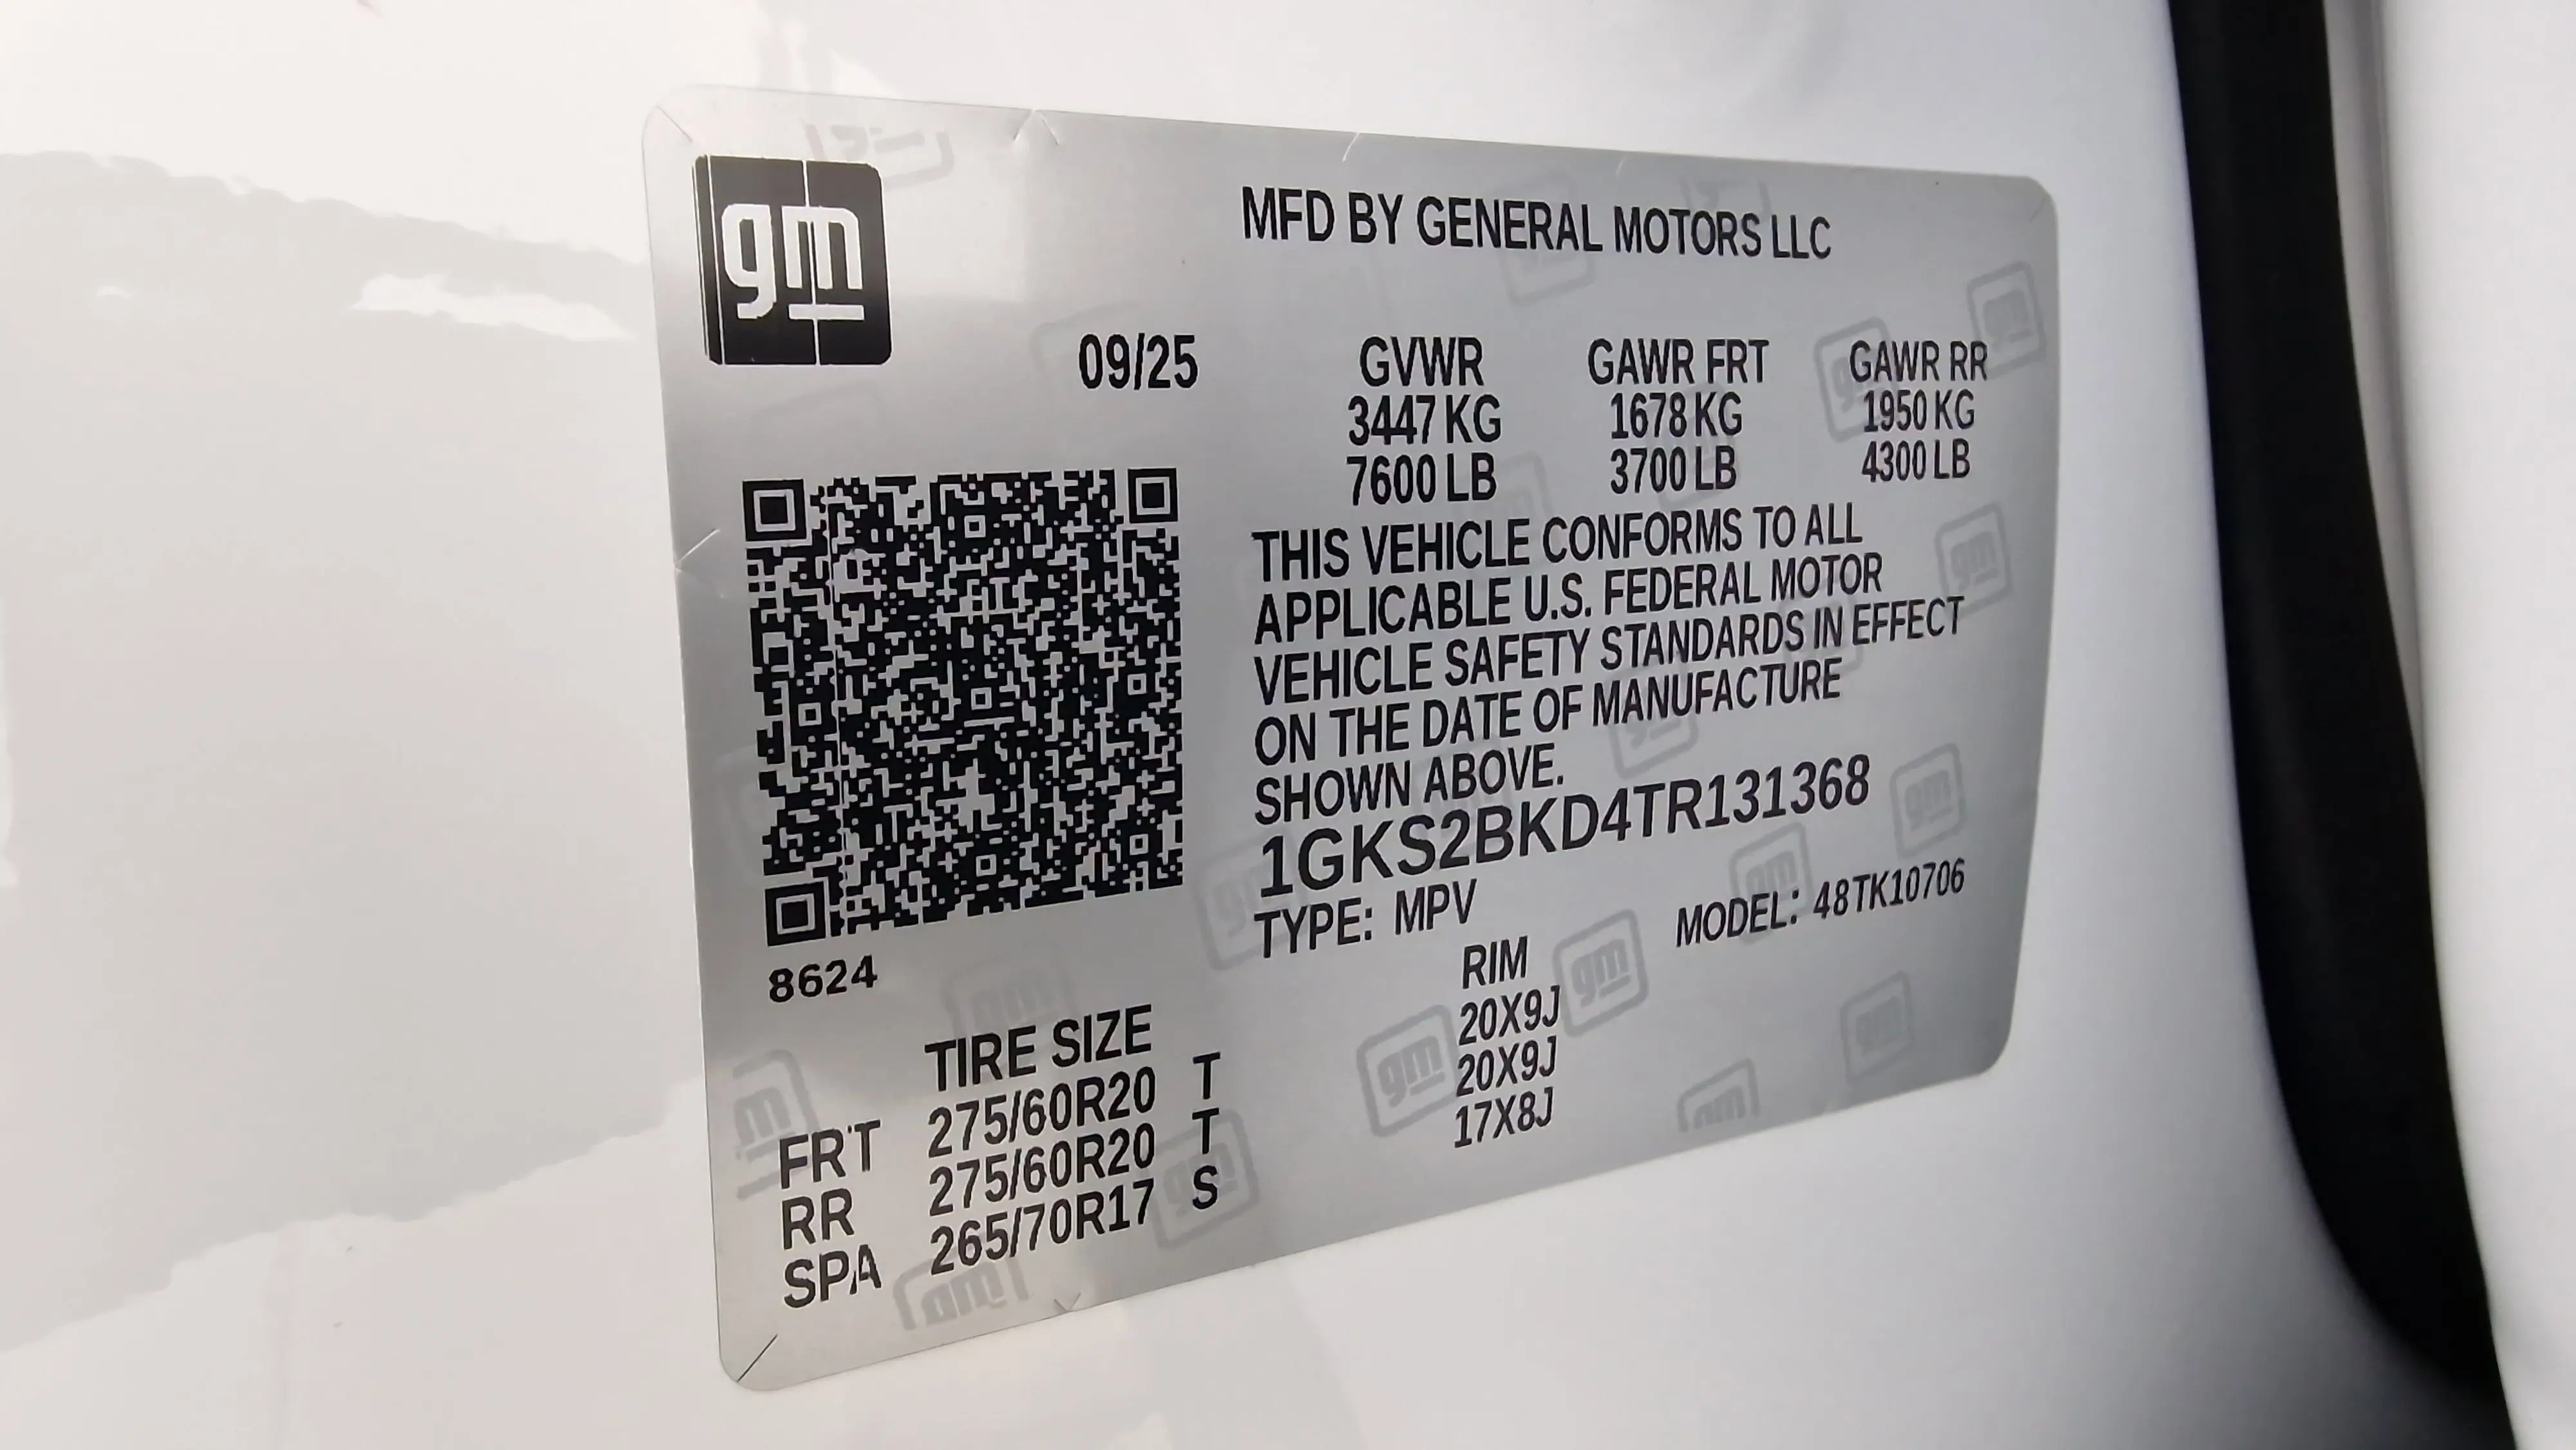 gm
MFD BY GENERAL MOTORS LLC
09/25 GVWR GAWR FRT GAWR RR
3447 KG 1678 KG 1950 KG
7600 LB 3700 LB 4300 LB
THIS VEHICLE CONFORMS TO ALL
APPLICABLE U.S. FEDERAL MOTOR
VEHICLE SAFETY STANDARDS IN EFFECT
ON THE DATE OF MANUFACTURE
SHOWN ABOVE.
1GKS2BKD4TR131368
TYPE: MPV MODEL: 48TK10706
8624
TIRE SIZE RIM
FRT 275/60R20 T 20X9J
RR 275/60R20 T 20X9J
SPA 265/70R17 S 17X8J